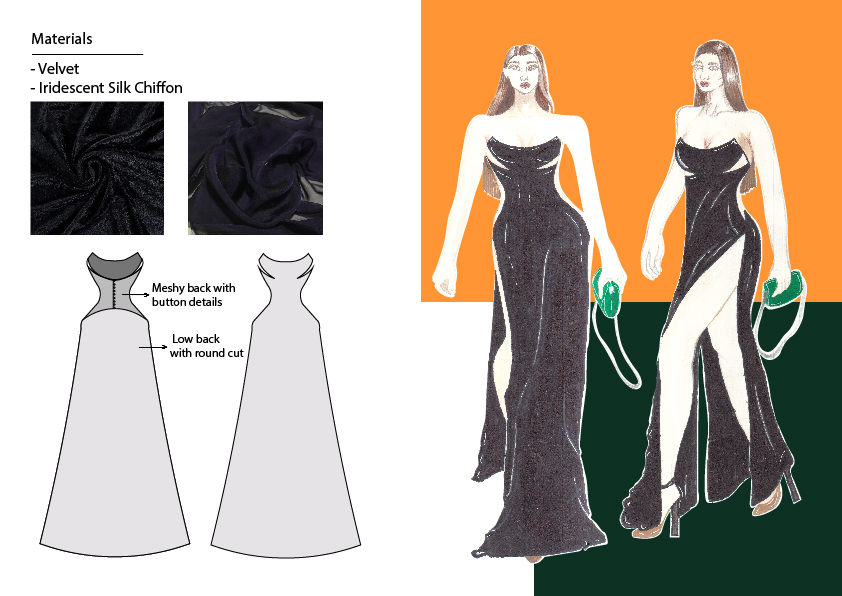 Materials
- Velvet
- Iridescent Silk Chiffon
Meshy back with
button details
Low back
with round cut